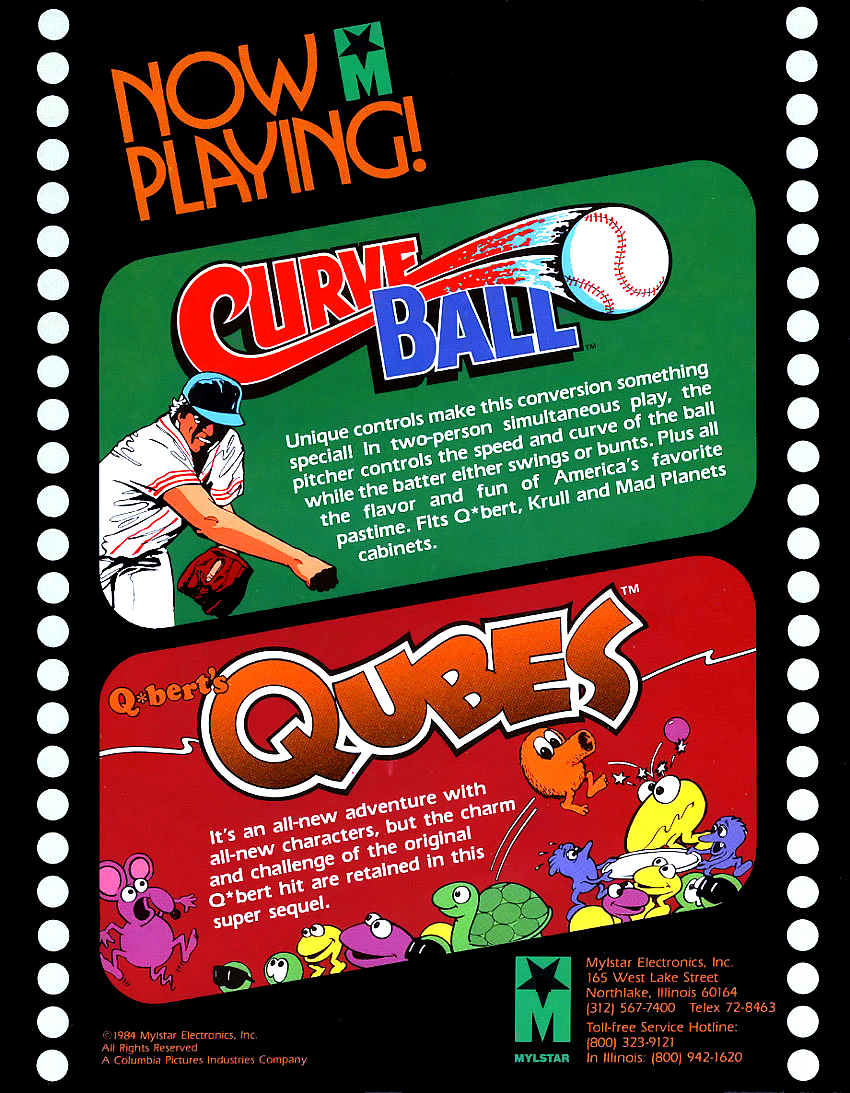 NOW
PLAYING!
M
CURVE
BALL™
Unique controls make this conversion something
special! In two-person simultaneous play, the
pitcher controls the speed and curve of the ball
while the batter either swings or bunts. Plus all
the flavor and fun of America's favorite
pastime. Fits Q*bert, Krull and Mad Planets
cabinets.
Q*bert's
QUBES™
It's an all-new adventure with
all-new characters, but the charm
and challenge of the original
Q*bert hit are retained in this
super sequel.
©1984 Mylstar Electronics, Inc.
All Rights Reserved
A Columbia Pictures Industries Company
M
MYLSTAR
Mylstar Electronics, Inc.
165 West Lake Street
Northlake, Illinois 60164
(312) 567-7400 Telex 72-8463
Toll-free Service Hotline:
(800) 323-9121
In Illinois: (800) 942-1620